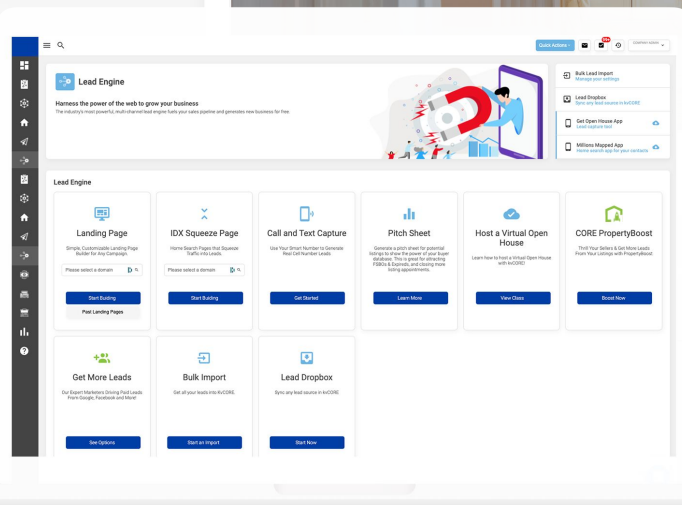 Quick Actions
99+
COMPANY ADMIN
Lead Engine
Harness the power of the web to grow your business
The industry's most powerful, multi-channel lead engine fuels your sales pipeline and generates new business for free.
Bulk Lead Import
Manage your settings
Lead Dropbox
Sync any lead source in kvCORE
Get Open House App
Lead capture tool
Millions Mapped App
Home search app for your contacts
Lead Engine
Landing Page
Simple, Customizable Landing Page
Builder for Any Campaign.
Please select a domain
Start Buiding
Past Landing Pages
IDX Squeeze Page
Home Search Pages that Squeeze
Traffic into Leads.
Please select a domain
Start Buiding
Call and Text Capture
Use Your Smart Number to Generate
Real Cell Number Leads
Get Started
Pitch Sheet
Generate a pitch sheet for potential
listings to show the power of your buyer
database. This is great for attracting
FSBOs & Expireds, and closing more
listing appointments.
Learn More
Host a Virtual Open
House
Learn how to host a Virtual Open House
with kvCORE!
View Class
CORE PropertyBoost
Thrill Your Sellers & Get More Leads
From Your Listings with PropertyBoost
Boost Now
Get More Leads
Our Expert Marketers Driving Paid Leads
From Google, Facebook and More!
See Options
Bulk Import
Get all your leads into KvCORE.
Start an Import
Lead Dropbox
Sync any lead source in KvCORE
Start Now